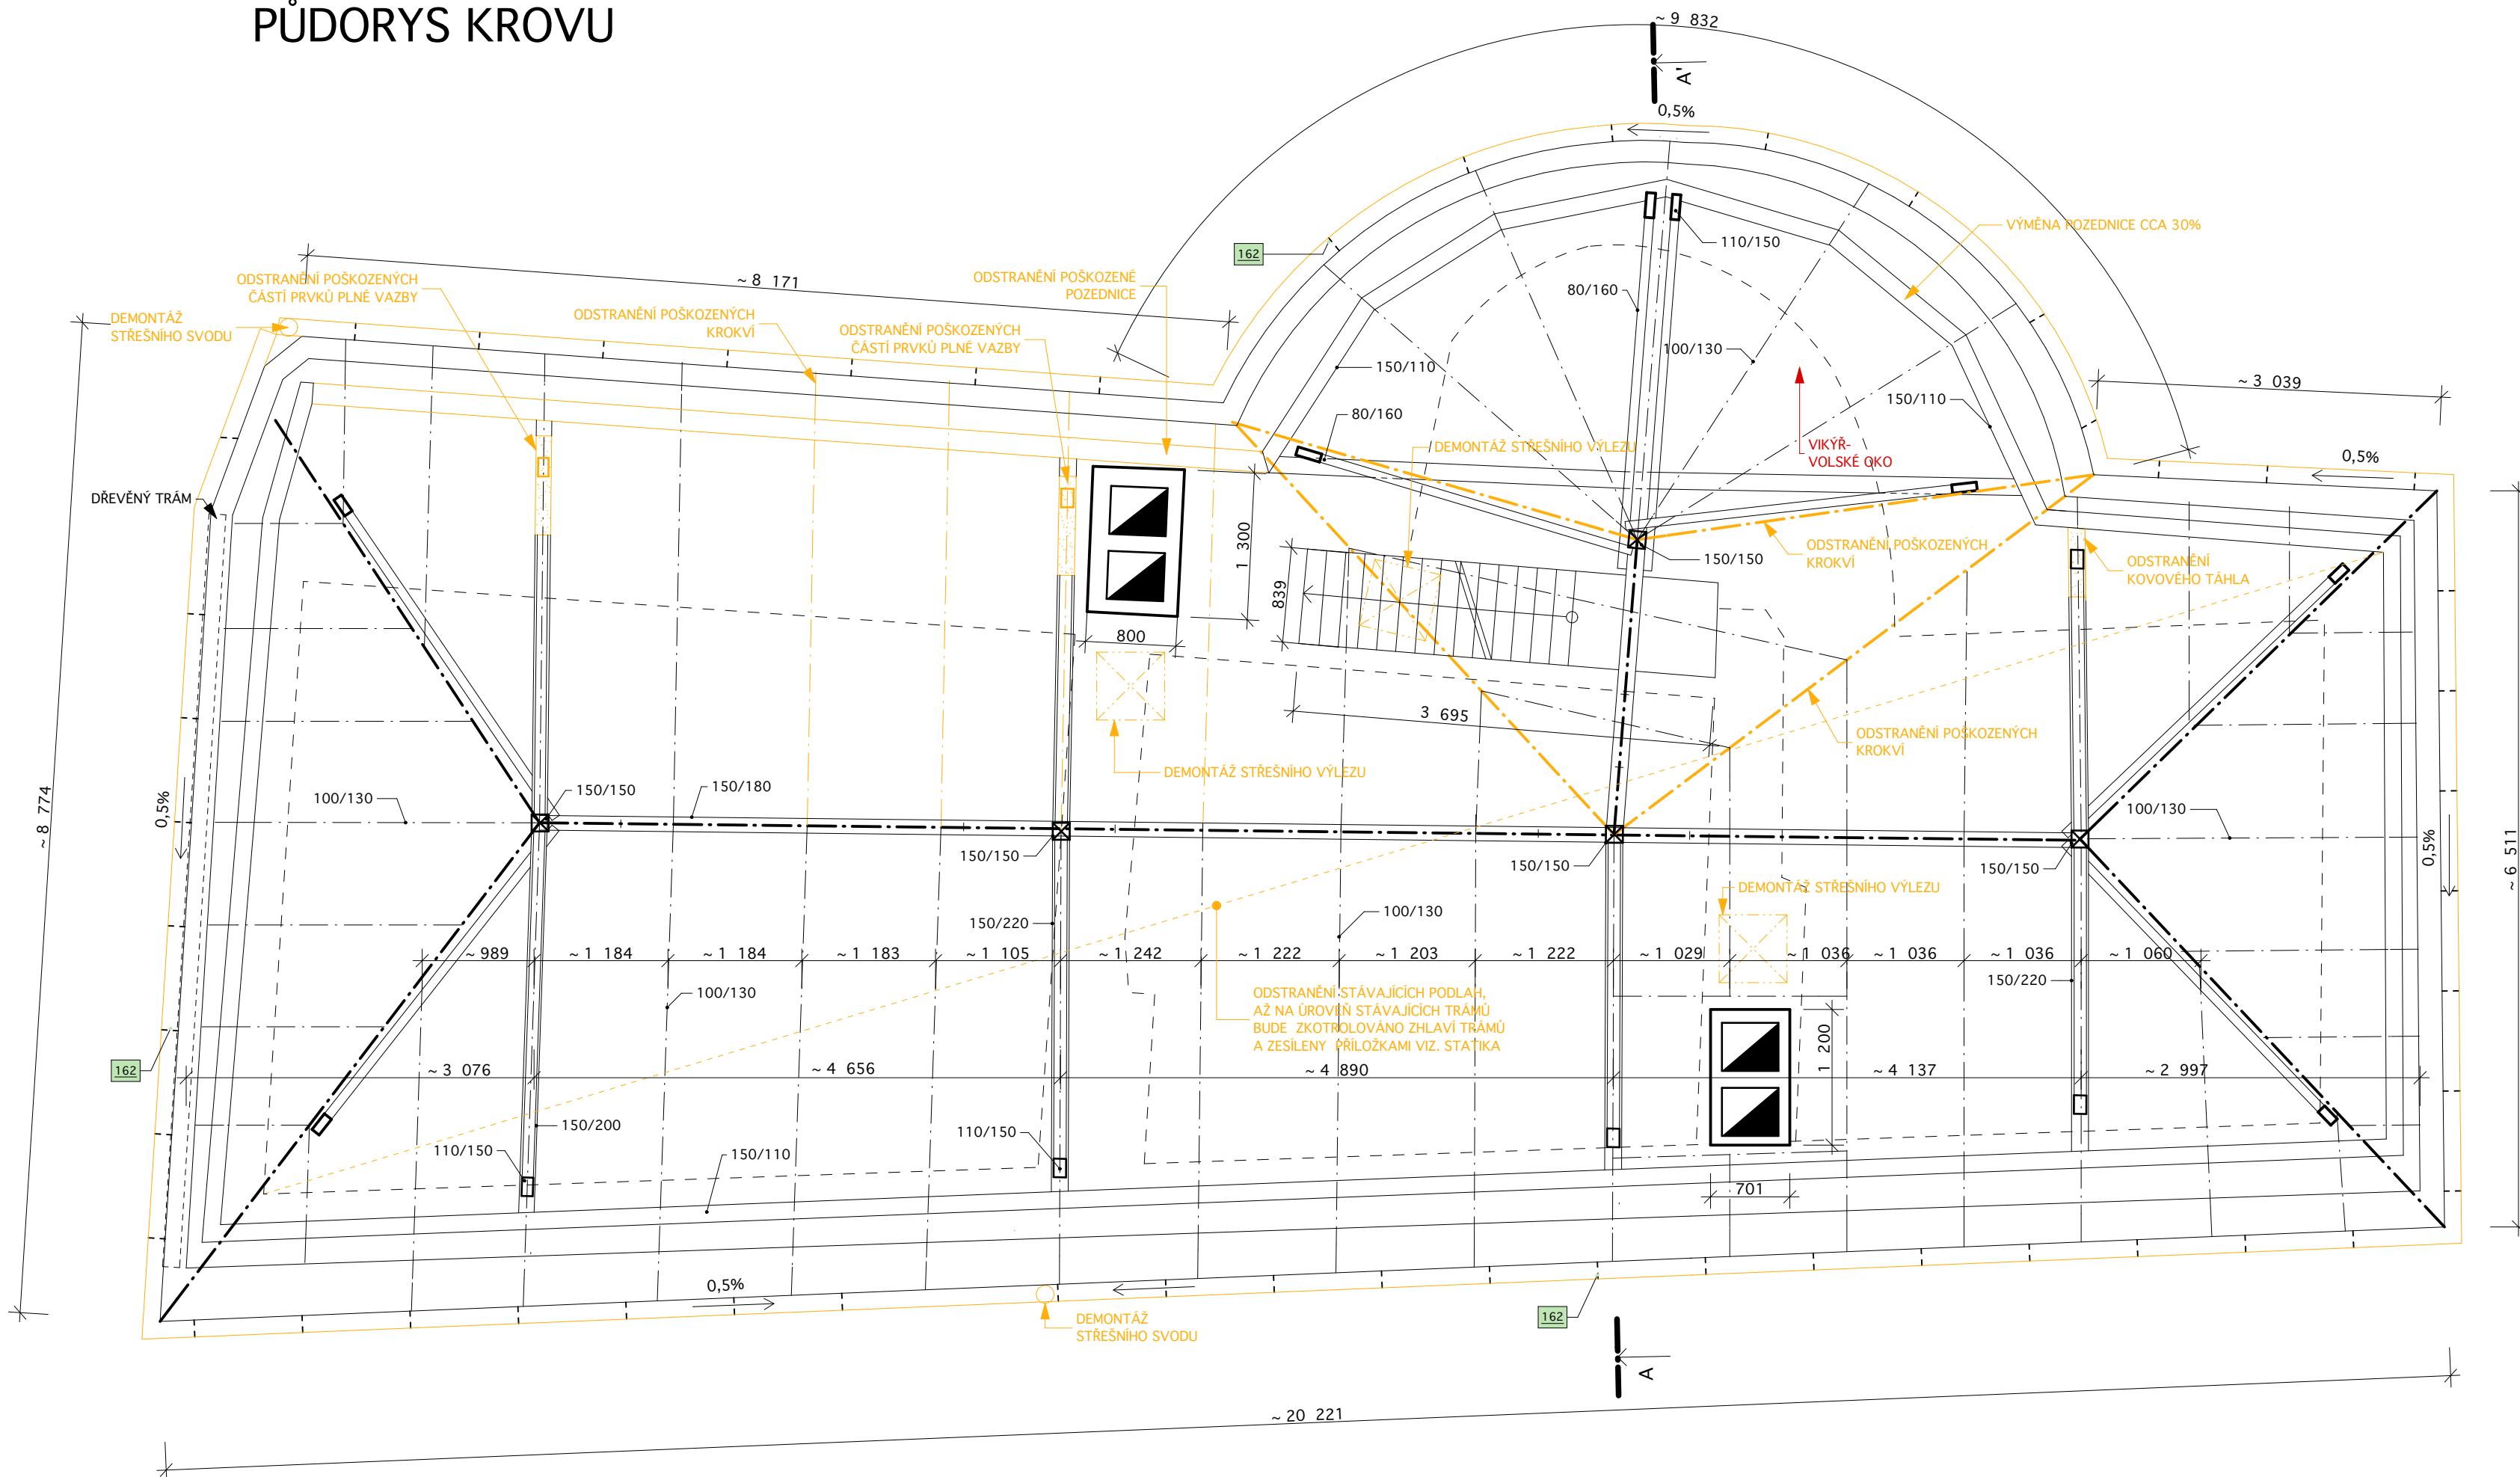 PŮDORYS KROVU
~ 9 832
A'
0,5%
162
VÝMĚNA POZEDNICE CCA 30%
110/150
80/160
~ 8 171
ODSTRANĚNÍ POŠKOZENÝCH
ČÁSTÍ PRVKŮ PLNÉ VAZBY
ODSTRANĚNÍ POŠKOZENÉ
POZEDNICE
DEMONTÁŽ
STŘEŠNÍHO SVODU
ODSTRANĚNÍ POŠKOZENÝCH
KROKVÍ
ODSTRANĚNÍ POŠKOZENÝCH
ČÁSTÍ PRVKŮ PLNÉ VAZBY
100/130
150/110
80/160
150/110
~ 3 039
DEMONTÁŽ STŘEŠNÍHO VÝLEZU
VIKÝŘ-
VOLSKÉ OKO
0,5%
DŘEVĚNÝ TRÁM
1 300
839
150/150
ODSTRANĚNÍ POŠKOZENÝCH
KROKVÍ
ODSTRANĚNÍ
KOVOVÉHO TÁHLA
800
3 695
ODSTRANĚNÍ POŠKOZENÝCH
KROKVÍ
DEMONTÁŽ STŘEŠNÍHO VÝLEZU
~ 8 774
0,5%
100/130
150/150
150/180
150/150
150/150
150/150
100/130
0,5%
~ 6 511
DEMONTÁŽ STŘEŠNÍHO VÝLEZU
150/220
100/130
~ 989
~ 1 184
~ 1 184
~ 1 183
~ 1 105
~ 1 242
~ 1 222
~ 1 203
~ 1 222
~ 1 029
~ 1 036
~ 1 036
~ 1 036
~ 1 060
100/130
150/220
ODSTRANĚNÍ STÁVAJÍCÍCH PODLAH,
AŽ NA ÚROVEŇ STÁVAJÍCÍCH TRÁMŮ
BUDE ZKOTROLOVÁNO ZHLAVÍ TRÁMŮ
A ZESÍLENY PŘÍLOŽKAMI VIZ. STATIKA
1 200
162
~ 3 076
~ 4 656
~ 4 890
~ 4 137
~ 2 997
150/200
110/150
110/150
150/110
701
0,5%
DEMONTÁŽ
STŘEŠNÍHO SVODU
162
A
~ 20 221